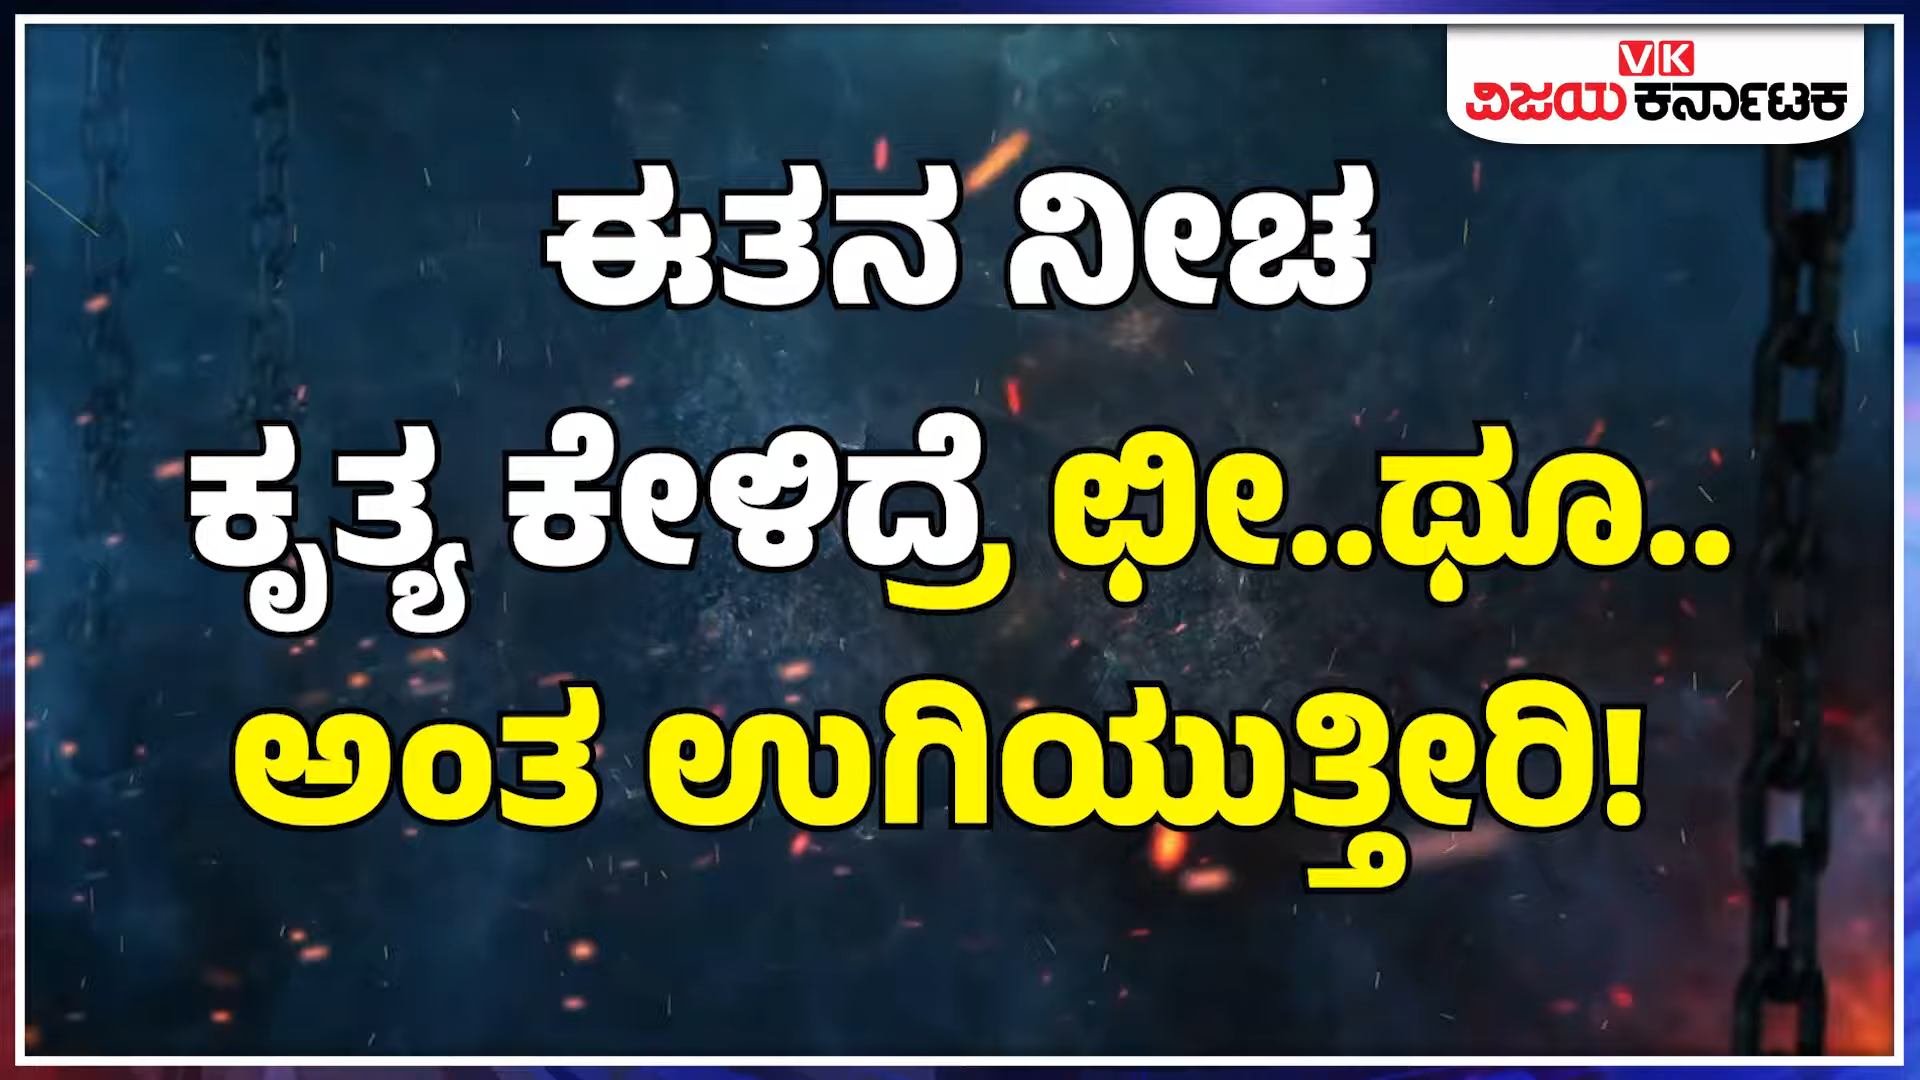 VK
ವಿಜಯ ಕರ್ನಾಟಕ
ಈತನ ನೀಚ
ಕೃತ್ಯ ಕೇಳಿದ್ರೆ ಛೀ..ಥೂ..
ಅಂತ ಉಗಿಯುತ್ತೀರಿ!